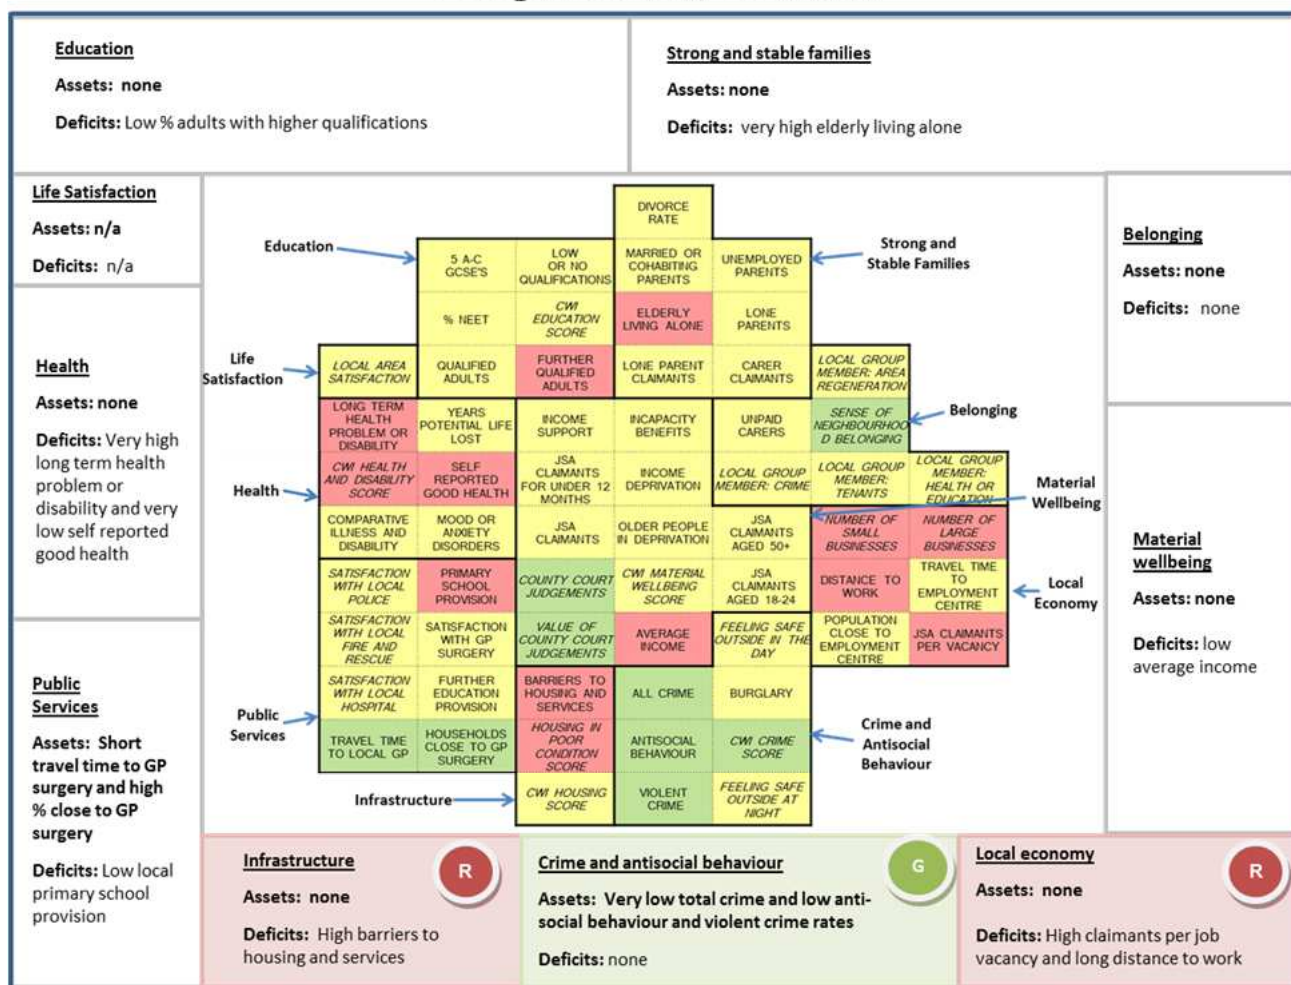 Education
Assets: none
Deficits: Low % adults with higher qualifications
Strong and stable families
Assets: none
Deficits: very high elderly living alone
Life Satisfaction
Assets: n/a
Deficits: n/a
Health
Assets: none
Deficits: Very high
long term health
problem or
disability and very
low self reported
good health
Public
Services
Assets: Short
travel time to GP
surgery and high
% close to GP
surgery
Deficits: Low local
primary school
provision
Education
Strong and
Stable Families
Life
Satisfaction
Belonging
Health
Material
Wellbeing
Local
Economy
Public
Services
Crime and
Antisocial
Behaviour
Infrastructure
DIVORCE
RATE
5 A-C
GCSE'S
LOW
OR NO
QUALIFICATIONS
MARRIED OR
COHABITING
PARENTS
UNEMPLOYED
PARENTS
% NEET
CWI
EDUCATION
SCORE
ELDERLY
LIVING ALONE
LONE
PARENTS
LOCAL AREA
SATISFACTION
QUALIFIED
ADULTS
FURTHER
QUALIFIED
ADULTS
LONE PARENT
CLAIMANTS
CARER
CLAIMANTS
LOCAL GROUP
MEMBER: AREA
REGENERATION
LONG TERM
HEALTH
PROBLEM OR
DISABILITY
YEARS
POTENTIAL LIFE
LOST
INCOME
SUPPORT
INCAPACITY
BENEFITS
UNPAID
CARERS
SENSE OF
NEIGHBOURHOO
D BELONGING
CWI HEALTH
AND DISABILITY
SCORE
SELF
REPORTED
GOOD HEALTH
JSA
CLAIMANTS
FOR UNDER 12
MONTHS
INCOME
DEPRIVATION
LOCAL GROUP
MEMBER: CRIME
LOCAL GROUP
MEMBER:
TENANTS
LOCAL GROUP
MEMBER:
HEALTH OR
EDUCATION
COMPARATIVE
ILLNESS AND
DISABILITY
MOOD OR
ANXIETY
DISORDERS
JSA
CLAIMANTS
OLDER PEOPLE
IN DEPRIVATION
JSA
CLAIMANTS
AGED 50+
NUMBER OF
SMALL
BUSINESSES
NUMBER OF
LARGE
BUSINESSES
SATISFACTION
WITH LOCAL
POLICE
PRIMARY
SCHOOL
PROVISION
COUNTY COURT
JUDGEMENTS
CWI MATERIAL
WELLBEING
SCORE
JSA
CLAIMANTS
AGED 18-24
DISTANCE TO
WORK
TRAVEL TIME
TO
EMPLOYMENT
CENTRE
SATISFACTION
WITH LOCAL
FIRE AND
RESCUE
SATISFACTION
WITH GP
SURGERY
VALUE OF
COUNTY COURT
JUDGEMENTS
AVERAGE
INCOME
FEELING SAFE
OUTSIDE IN THE
DAY
POPULATION
CLOSE TO
EMPLOYMENT
CENTRE
JSA CLAIMANTS
PER VACANCY
SATISFACTION
WITH LOCAL
HOSPITAL
FURTHER
EDUCATION
PROVISION
BARRIERS TO
HOUSING AND
SERVICES
ALL CRIME
BURGLARY
TRAVEL TIME
TO LOCAL GP
HOUSEHOLDS
CLOSE TO GP
SURGERY
HOUSING IN
POOR
CONDITION
SCORE
ANTISOCIAL
BEHAVIOUR
CWI CRIME
SCORE
CWI HOUSING
SCORE
VIOLENT
CRIME
FEELING SAFE
OUTSIDE AT
NIGHT
Belonging
Assets: none
Deficits: none
Material
wellbeing
Assets: none
Deficits: low
average income
Infrastructure
R
Assets: none
Deficits: High barriers to
housing and services
Crime and antisocial behaviour
G
Assets: Very low total crime and low anti-
social behaviour and violent crime rates
Deficits: none
Local economy
R
Assets: none
Deficits: High claimants per job
vacancy and long distance to work